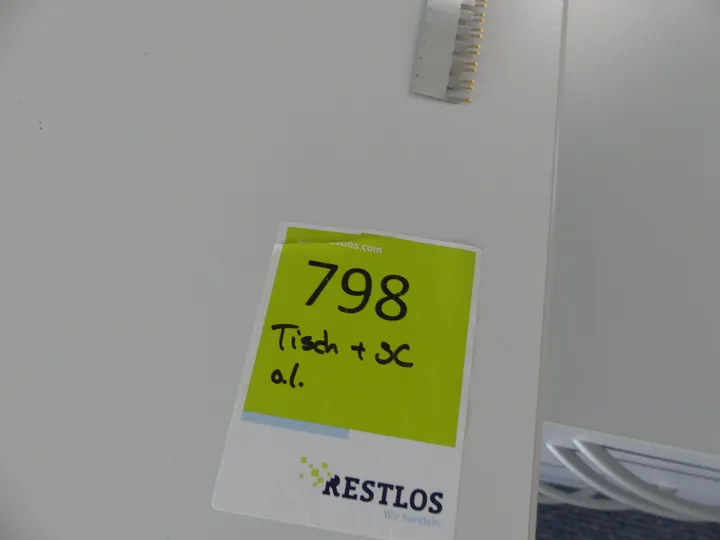 798
Tisch + SC
a.l.
RESTLOS
Wir handeln.